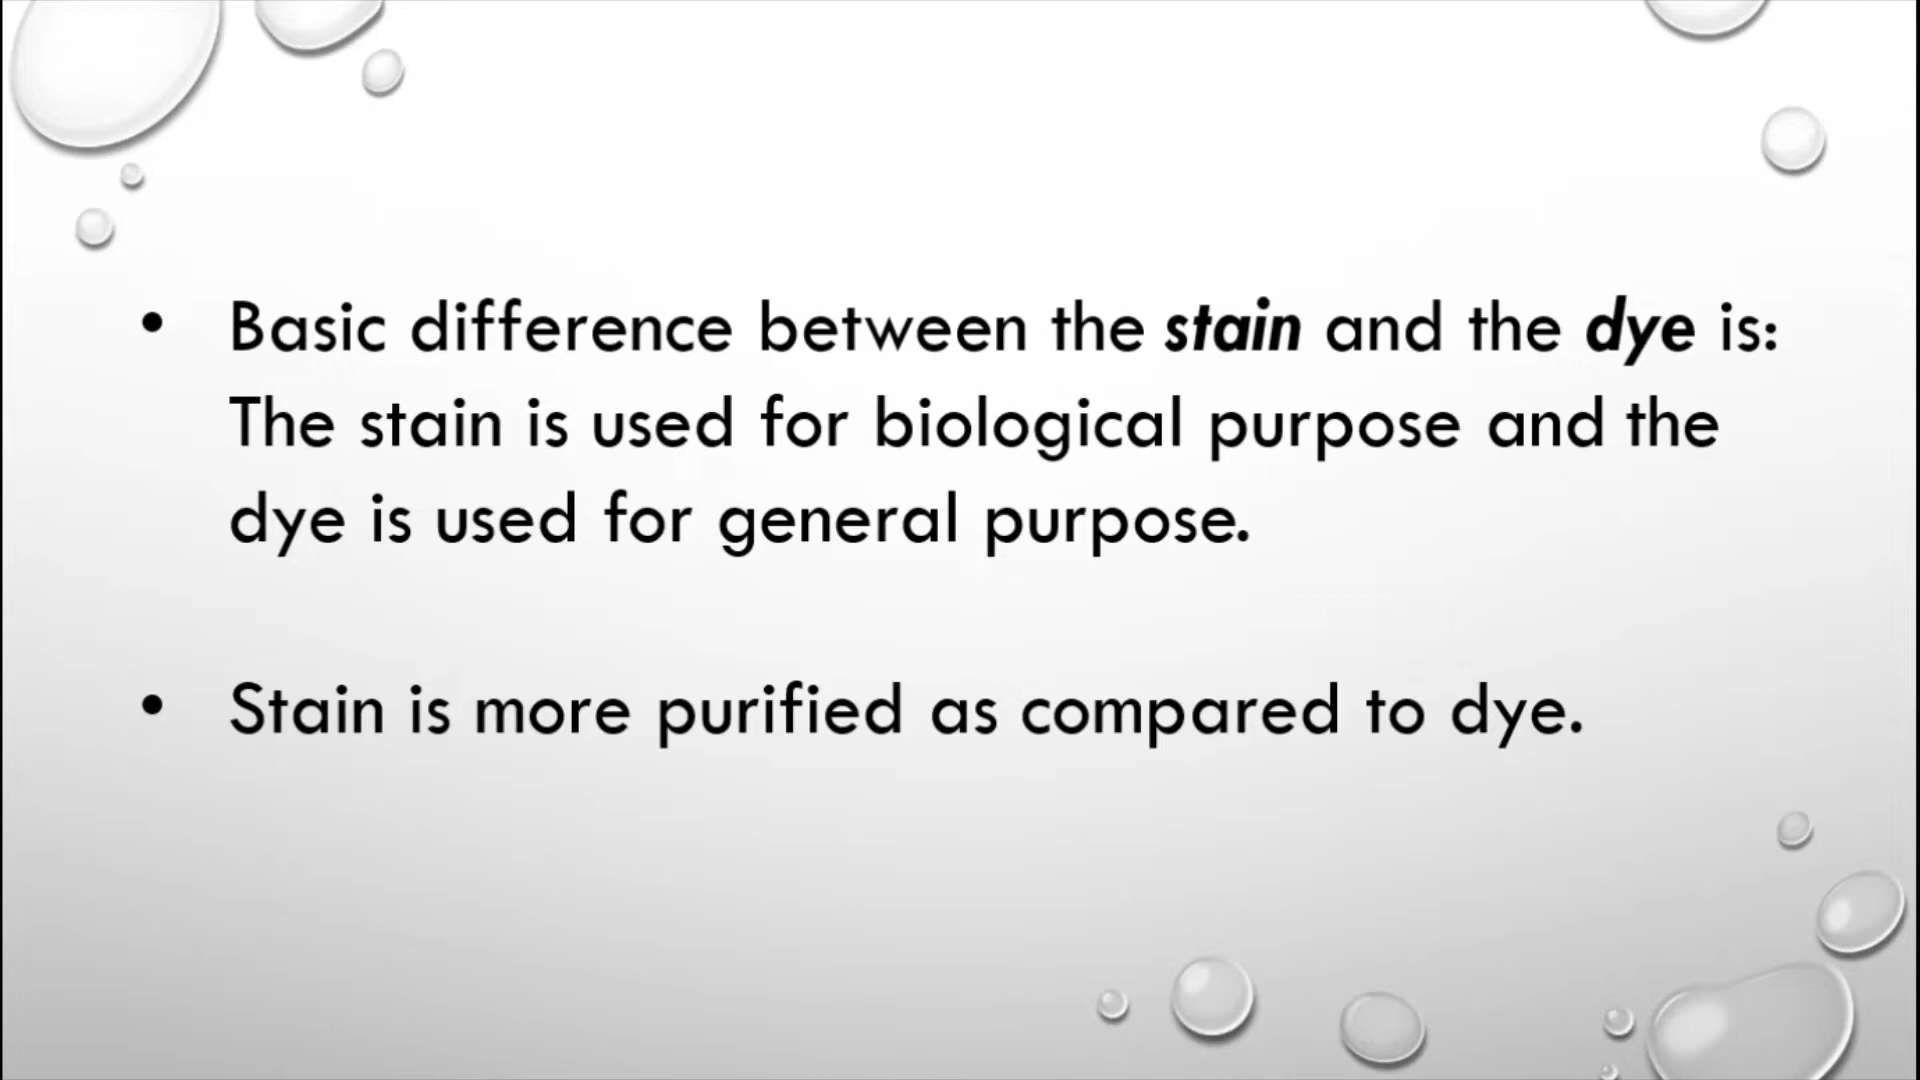 • Basic difference between the stain and the dye is:
The stain is used for biological purpose and the
dye is used for general purpose.
• Stain is more purified as compared to dye.